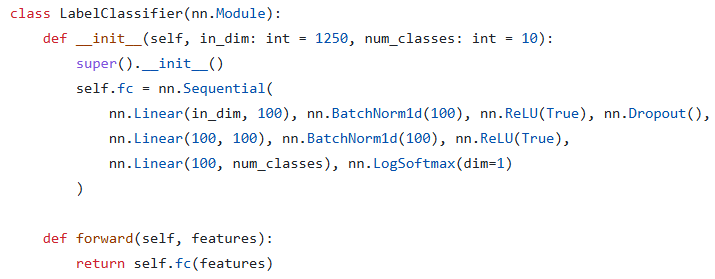 class LabelClassifier(nn.Module):
    def __init__(self, in_dim: int = 1250, num_classes: int = 10):
        super().__init__()
        self.fc = nn.Sequential(
            nn.Linear(in_dim, 100), nn.BatchNorm1d(100), nn.ReLU(True), nn.Dropout(),
            nn.Linear(100, 100), nn.BatchNorm1d(100), nn.ReLU(True),
            nn.Linear(100, num_classes), nn.LogSoftmax(dim=1)
        )

    def forward(self, features):
        return self.fc(features)